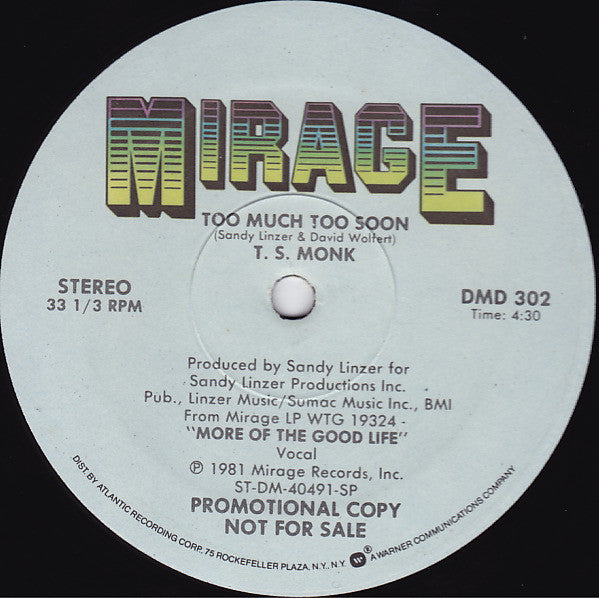 MIRAGE
TOO MUCH TOO SOON
(Sandy Linzer & David Wolfert)
T. S. MONK
STEREO
33 1/3 RPM
DMD 302
Time: 4:30
Produced by Sandy Linzer for
Sandy Linzer Productions Inc.
Pub., Linzer Music/Sumac Music Inc., BMI
From Mirage LP WTG 19324 -
"MORE OF THE GOOD LIFE"
Vocal
℗ 1981 Mirage Records, Inc.
ST-DM-40491-SP
PROMOTIONAL COPY
NOT FOR SALE
DIST. BY ATLANTIC RECORDING CORP., 75 ROCKEFELLER PLAZA, N.Y., N.Y. W ® A WARNER COMMUNICATIONS COMPANY